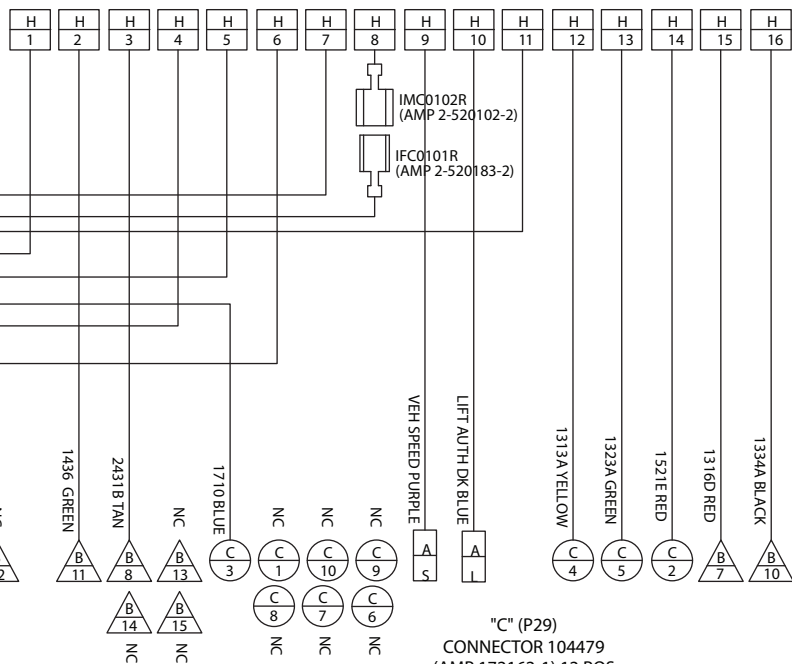 H H H H H H H H H H H H H H H H
1 2 3 4 5 6 7 8 9 10 11 12 13 14 15 16
IMC0102R
(AMP 2-520102-2)
IFC0101R
(AMP 2-520183-2)
1436 GREEN
2431B TAN
NC
1710 BLUE
NC
NC
NC
VEH SPEED PURPLE
LIFT AUTH DK BLUE
1313A YELLOW
1323A GREEN
1521E RED
1316D RED
1334A BLACK
B B B C C C C A A C C C B B
11 8 13 3 1 10 9 S L 4 5 2 7 10
B B C C C
14 15 8 7 6
NC NC NC NC NC
"C" (P29)
CONNECTOR 104479